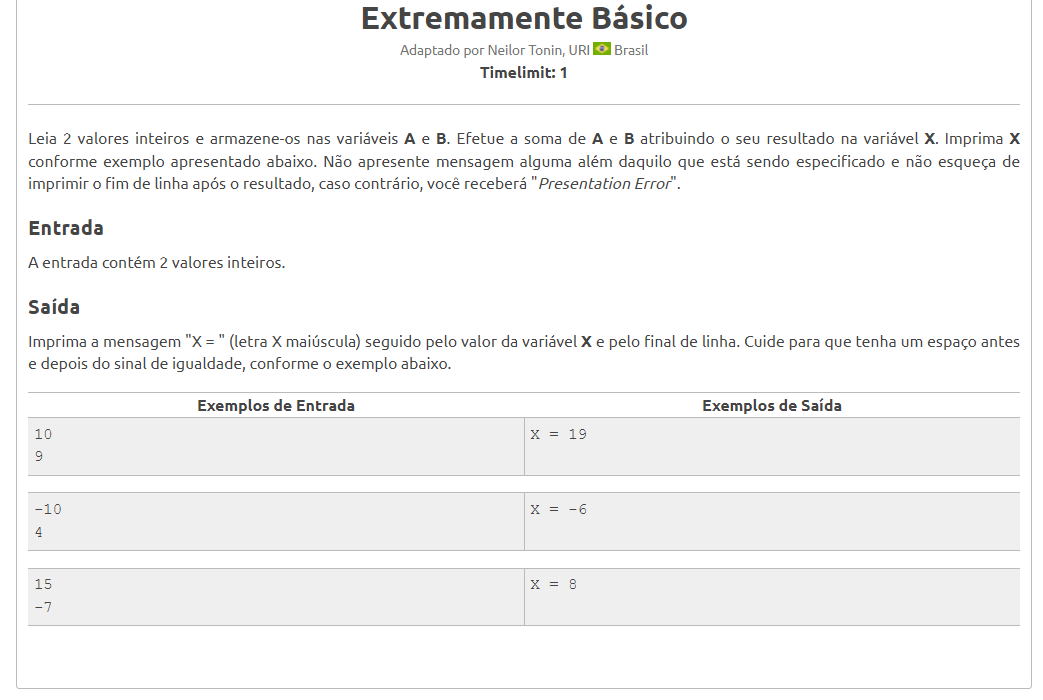 Extremamente Básico
Adaptado por Neilor Tonin, URI Brasil
Timelimit: 1
Leia 2 valores inteiros e armazene-os nas variáveis A e B. Efetue a soma de A e B atribuindo o seu resultado na variável X. Imprima X
conforme exemplo apresentado abaixo. Não apresente mensagem alguma além daquilo que está sendo especificado e não esqueça de
imprimir o fim de linha após o resultado, caso contrário, você receberá "Presentation Error".
Entrada
A entrada contém 2 valores inteiros.
Saída
Imprima a mensagem "X = " (letra X maiúscula) seguido pelo valor da variável X e pelo final de linha. Cuide para que tenha um espaço antes
e depois do sinal de igualdade, conforme o exemplo abaixo.
Exemplos de Entrada Exemplos de Saída
10 X = 19
9
-10 X = -6
4
15 X = 8
-7